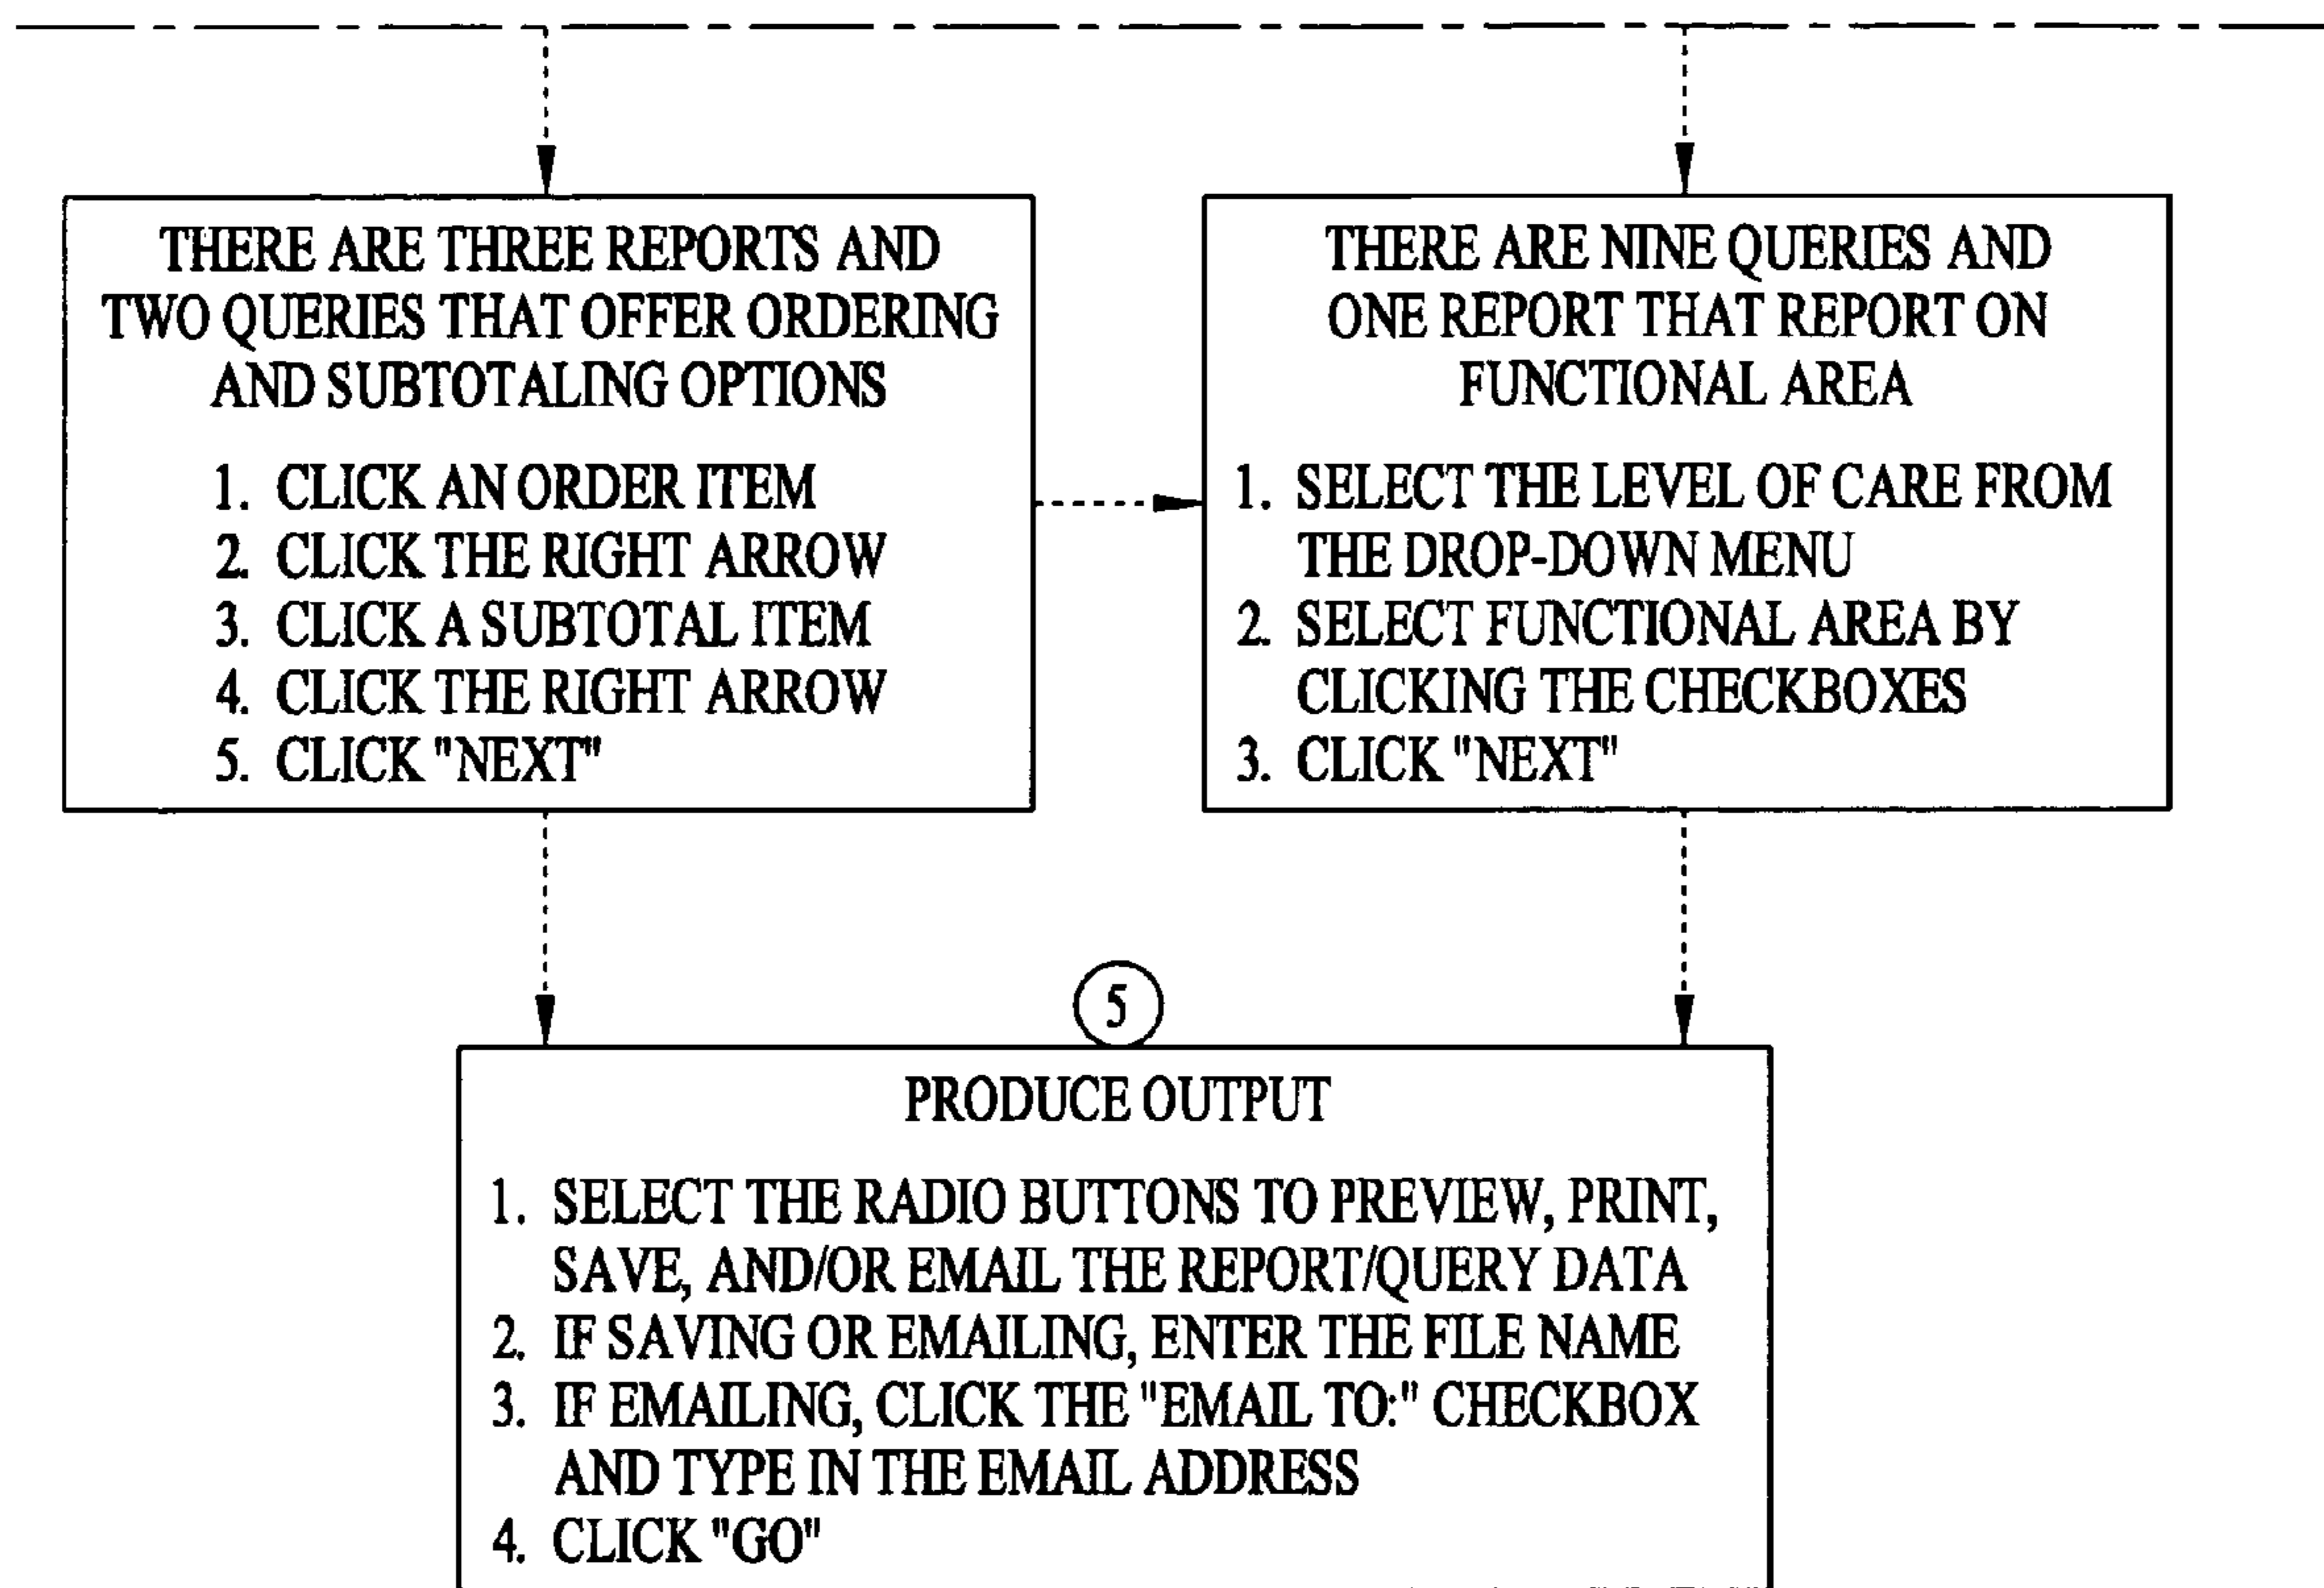 THERE ARE THREE REPORTS AND
TWO QUERIES THAT OFFER ORDERING
AND SUBTOTALING OPTIONS
1. CLICK AN ORDER ITEM
2. CLICK THE RIGHT ARROW
3. CLICK A SUBTOTAL ITEM
4. CLICK THE RIGHT ARROW
5. CLICK "NEXT"
THERE ARE NINE QUERIES AND
ONE REPORT THAT REPORT ON
FUNCTIONAL AREA
1. SELECT THE LEVEL OF CARE FROM
THE DROP-DOWN MENU
2. SELECT FUNCTIONAL AREA BY
CLICKING THE CHECKBOXES
3. CLICK "NEXT"
5
PRODUCE OUTPUT
1. SELECT THE RADIO BUTTONS TO PREVIEW, PRINT,
SAVE, AND/OR EMAIL THE REPORT/QUERY DATA
2. IF SAVING OR EMAILING, ENTER THE FILE NAME
3. IF EMAILING, CLICK THE "EMAIL TO:" CHECKBOX
AND TYPE IN THE EMAIL ADDRESS
4. CLICK "GO"